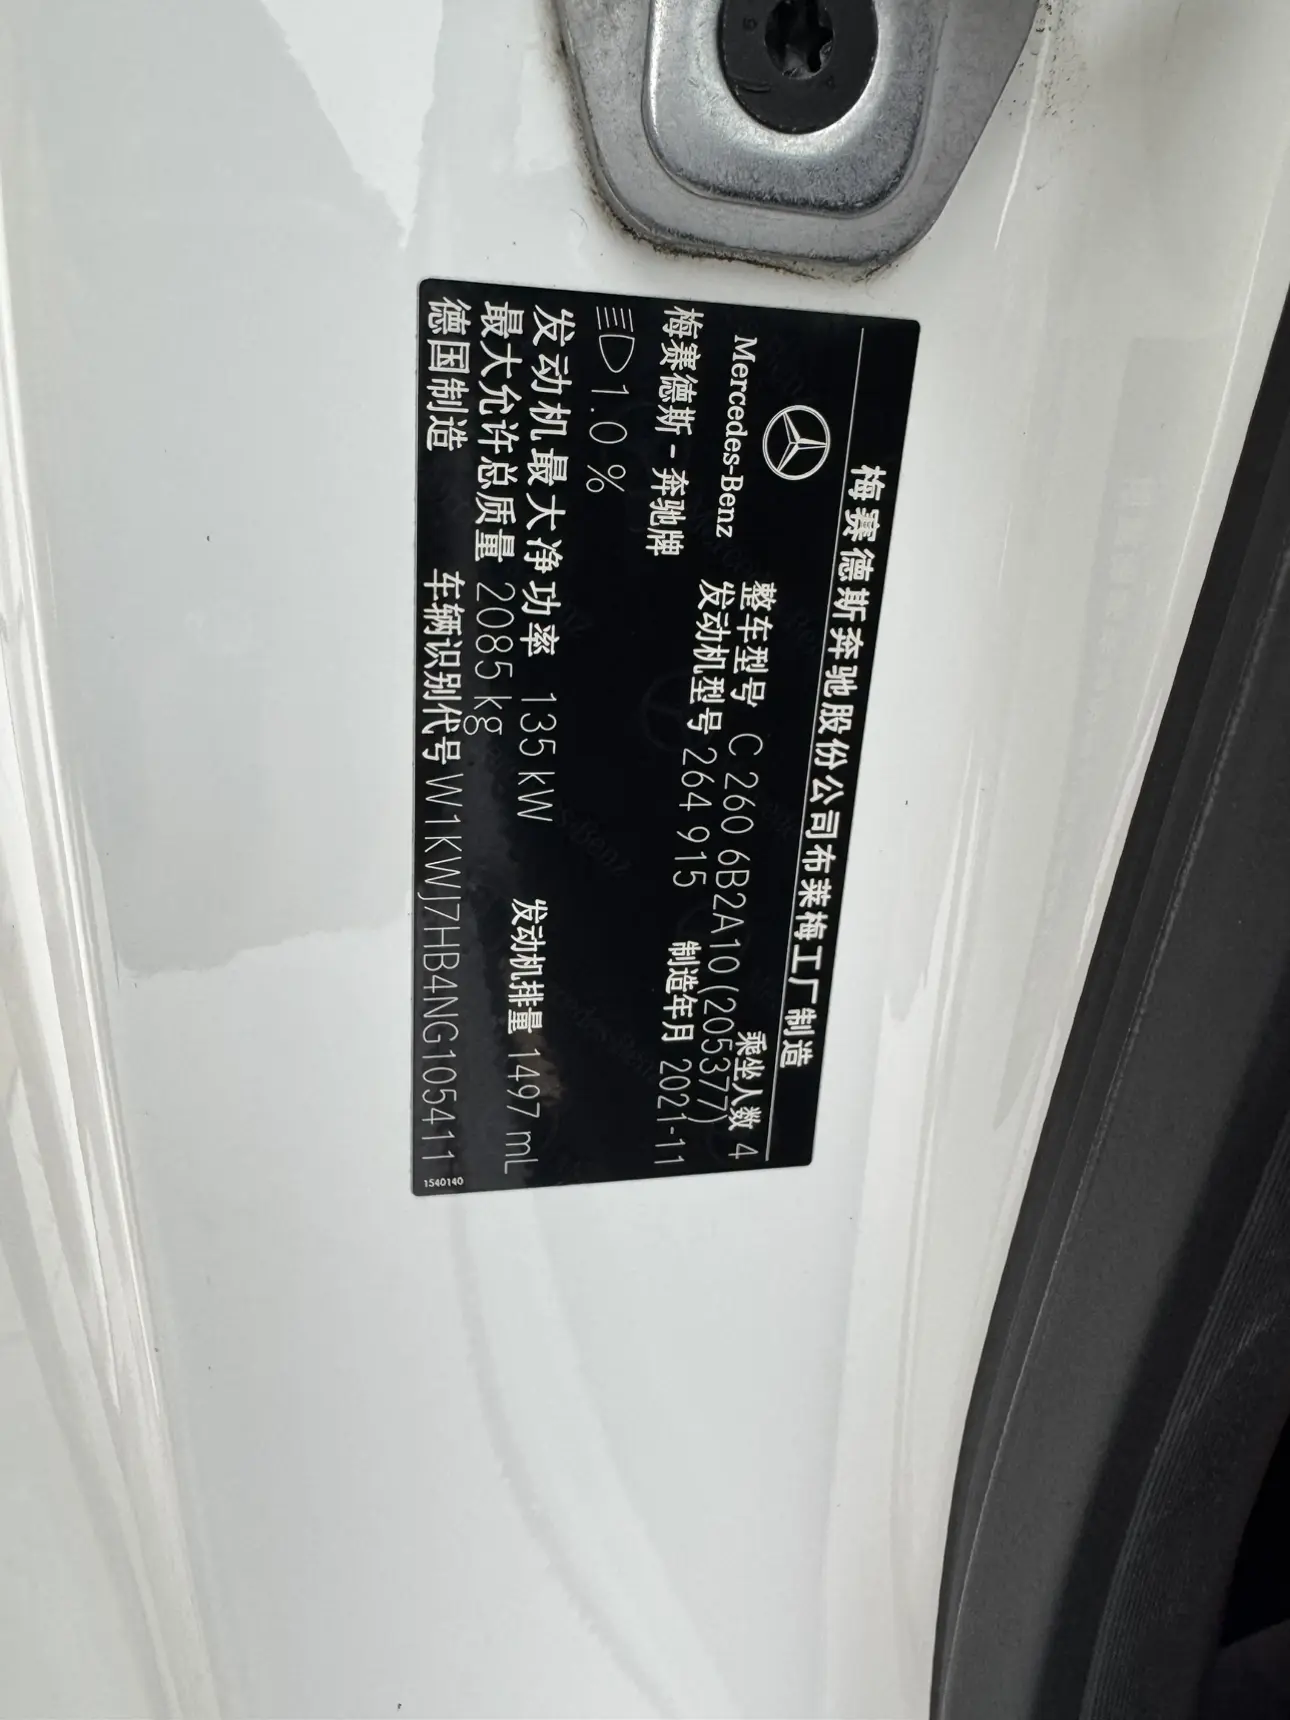 梅赛德斯奔驰股份公司布莱梅工厂制造
乘坐人数 4
Mercedes-Benz
整车型号 C 260 6B2A10(205377)
梅赛德斯-奔驰牌
发动机型号 264 915
制造年月 2021-11
1.0 %
发动机最大净功率 135 kW
发动机排量 1497 mL
最大允许总质量 2085 kg
德国制造
车辆识别代号 W1KWJ7HB4NG105411
1540140